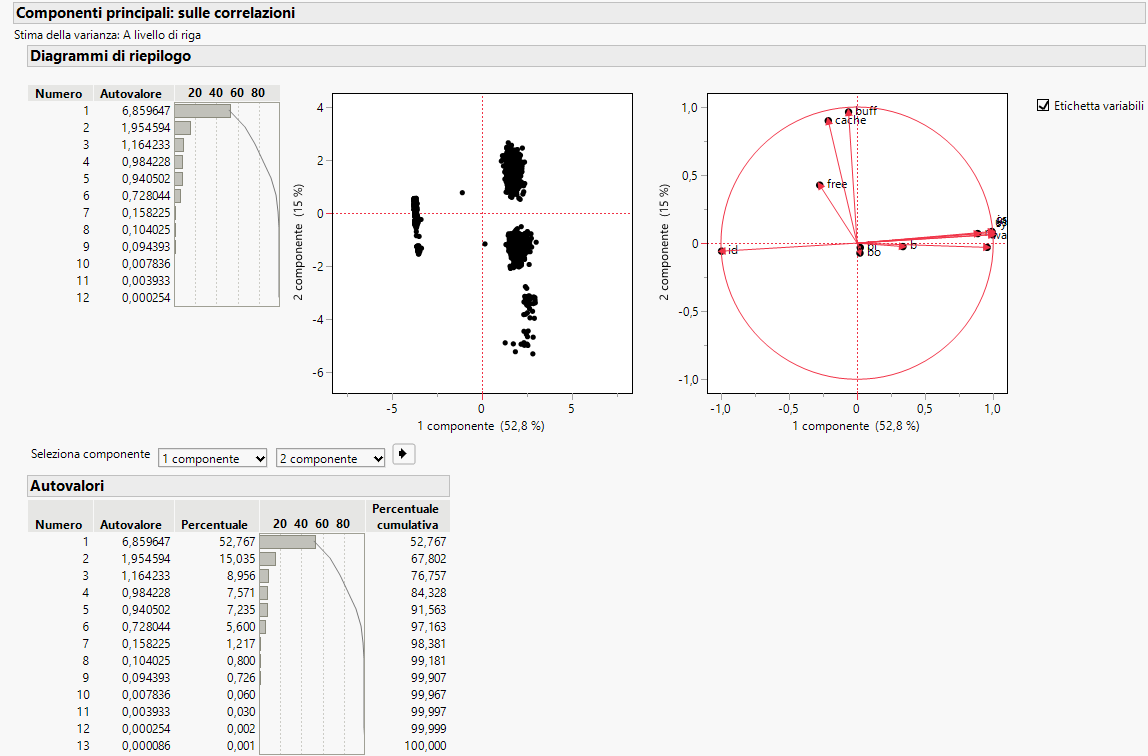 Componenti principali: sulle correlazioni
Stima della varianza: A livello di riga
Diagrammi di riepilogo
Numero Autovalore 20 40 60 80
1 6,859647
2 1,954594
3 1,164233
4 0,984228
5 0,940502
6 0,728044
7 0,158225
8 0,104025
9 0,094393
10 0,007836
11 0,003933
12 0,000254
2 componente (15 %)
4
2
0
-2
-4
-6
-5 0 5
1 componente (52,8 %)
2 componente (15 %)
1,0
0,5
0
-0,5
-1,0
buff
cache
free
id
b
bo
-1,0 -0,5 0 0,5 1,0
1 componente (52,8 %)
Etichetta variabili
Seleziona componente 1 componente 2 componente
Autovalori
Numero Autovalore Percentuale 20 40 60 80 Percentuale cumulativa
1 6,859647 52,767 52,767
2 1,954594 15,035 67,802
3 1,164233 8,956 76,757
4 0,984228 7,571 84,328
5 0,940502 7,235 91,563
6 0,728044 5,600 97,163
7 0,158225 1,217 98,381
8 0,104025 0,800 99,181
9 0,094393 0,726 99,907
10 0,007836 0,060 99,967
11 0,003933 0,030 99,997
12 0,000254 0,002 99,999
13 0,000086 0,001 100,000